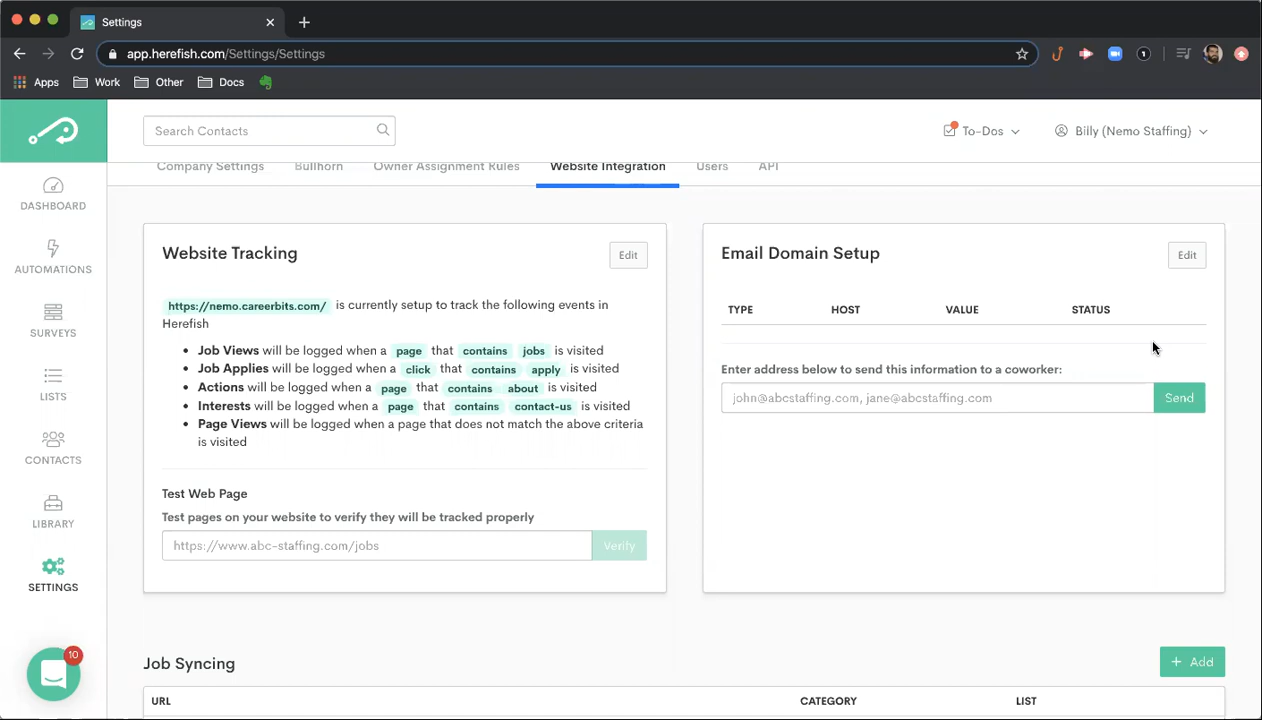 Settings
app.herefish.com/Settings/Settings
Apps Work Other Docs
Search Contacts
To-Dos
Billy (Nemo Staffing)
Company Settings Bullhorn Owner Assignment Rules Website Integration Users API
DASHBOARD
AUTOMATIONS
SURVEYS
LISTS
CONTACTS
LIBRARY
SETTINGS
10
Website Tracking
Edit
https://nemo.careerbits.com/ is currently setup to track the following events in
Herefish
• Job Views will be logged when a page that contains jobs is visited
• Job Applies will be logged when a click that contains apply is visited
• Actions will be logged when a page that contains about is visited
• Interests will be logged when a page that contains contact-us is visited
• Page Views will be logged when a page that does not match the above criteria
is visited
Test Web Page
Test pages on your website to verify they will be tracked properly
https://www.abc-staffing.com/jobs
Verify
Email Domain Setup
Edit
TYPE HOST VALUE STATUS
Enter address below to send this information to a coworker:
john@abcstaffing.com, jane@abcstaffing.com
Send
Job Syncing
+ Add
URL CATEGORY LIST